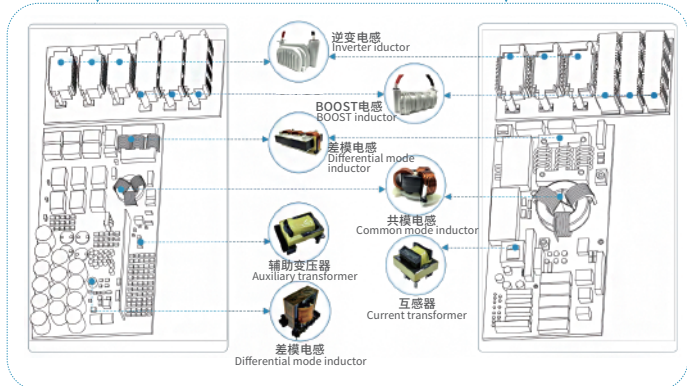 逆变电感
Inverter iductor
BOOST电感
BOOST inductor
差模电感
Differential mode
inductor
共模电感
Common mode inductor
辅助变压器
Auxiliary transformer
互感器
Current transformer
差模电感
Differential mode inductor